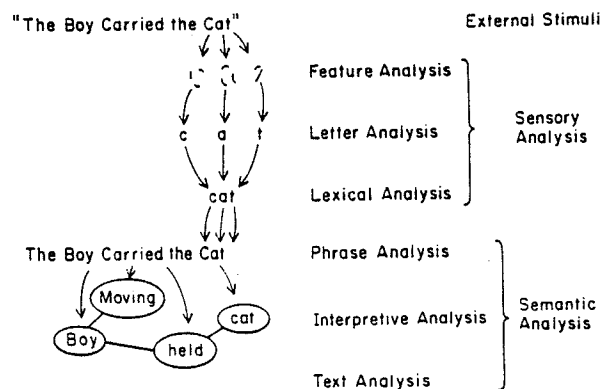 "The Boy Carried the Cat" External Stimuli
Feature Analysis
c a t Letter Analysis
Sensory Analysis
cat Lexical Analysis
The Boy Carried the Cat Phrase Analysis
Moving
cat Interpretive Analysis
Semantic Analysis
Boy held
Text Analysis